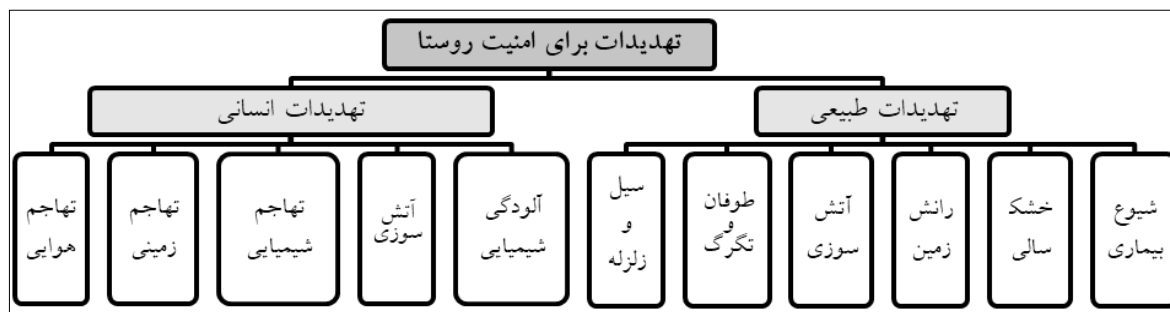 تهدیدات برای امنیت روستا
تهدیدات طبیعی
تهدیدات انسانی
شیوع
بیماری
خشک
سالی
رانش
زمین
آتش
سوزی
طوفان
و
تگرگ
سیل
و
زلزله
آلودگی
شیمیایی
آتش
سوزی
تهاجم
شیمیایی
تهاجم
زمینی
تهاجم
هوایی